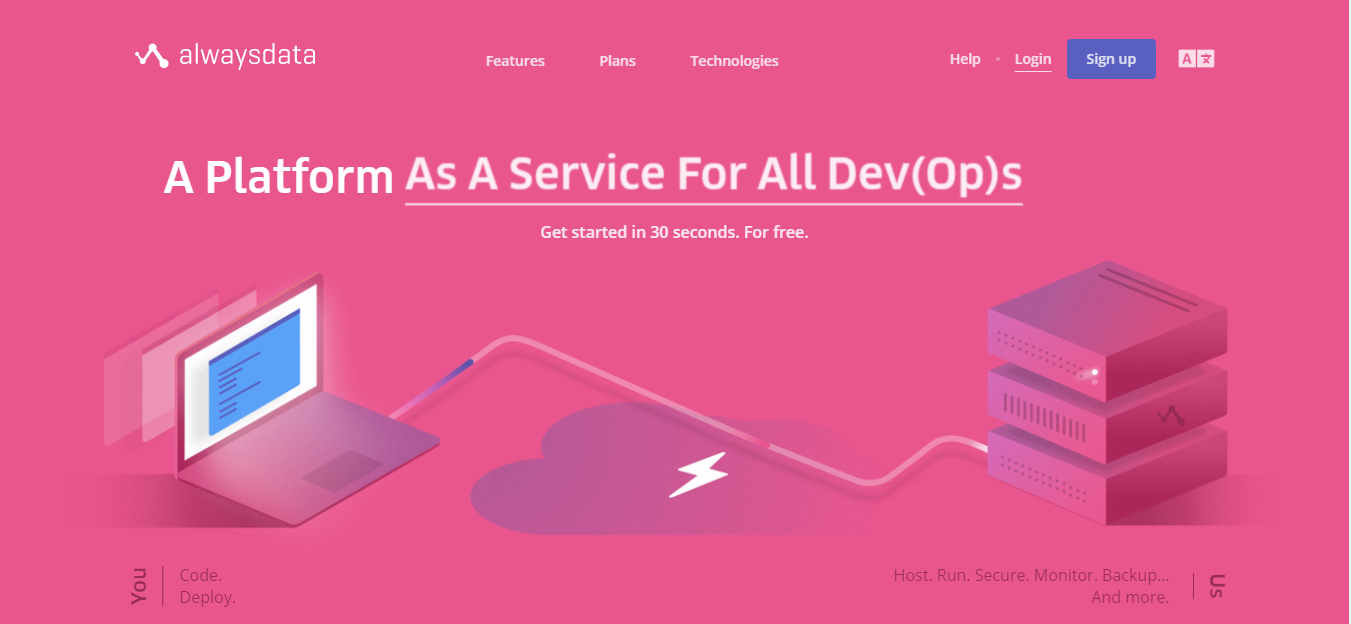 alwaysdata
Features
Plans
Technologies
Help
Login
Sign up
A
A Platform As A Service For All Dev(Op)s
Get started in 30 seconds. For free.
You
Code.
Deploy.
Host. Run. Secure. Monitor. Backup...
And more.
Us